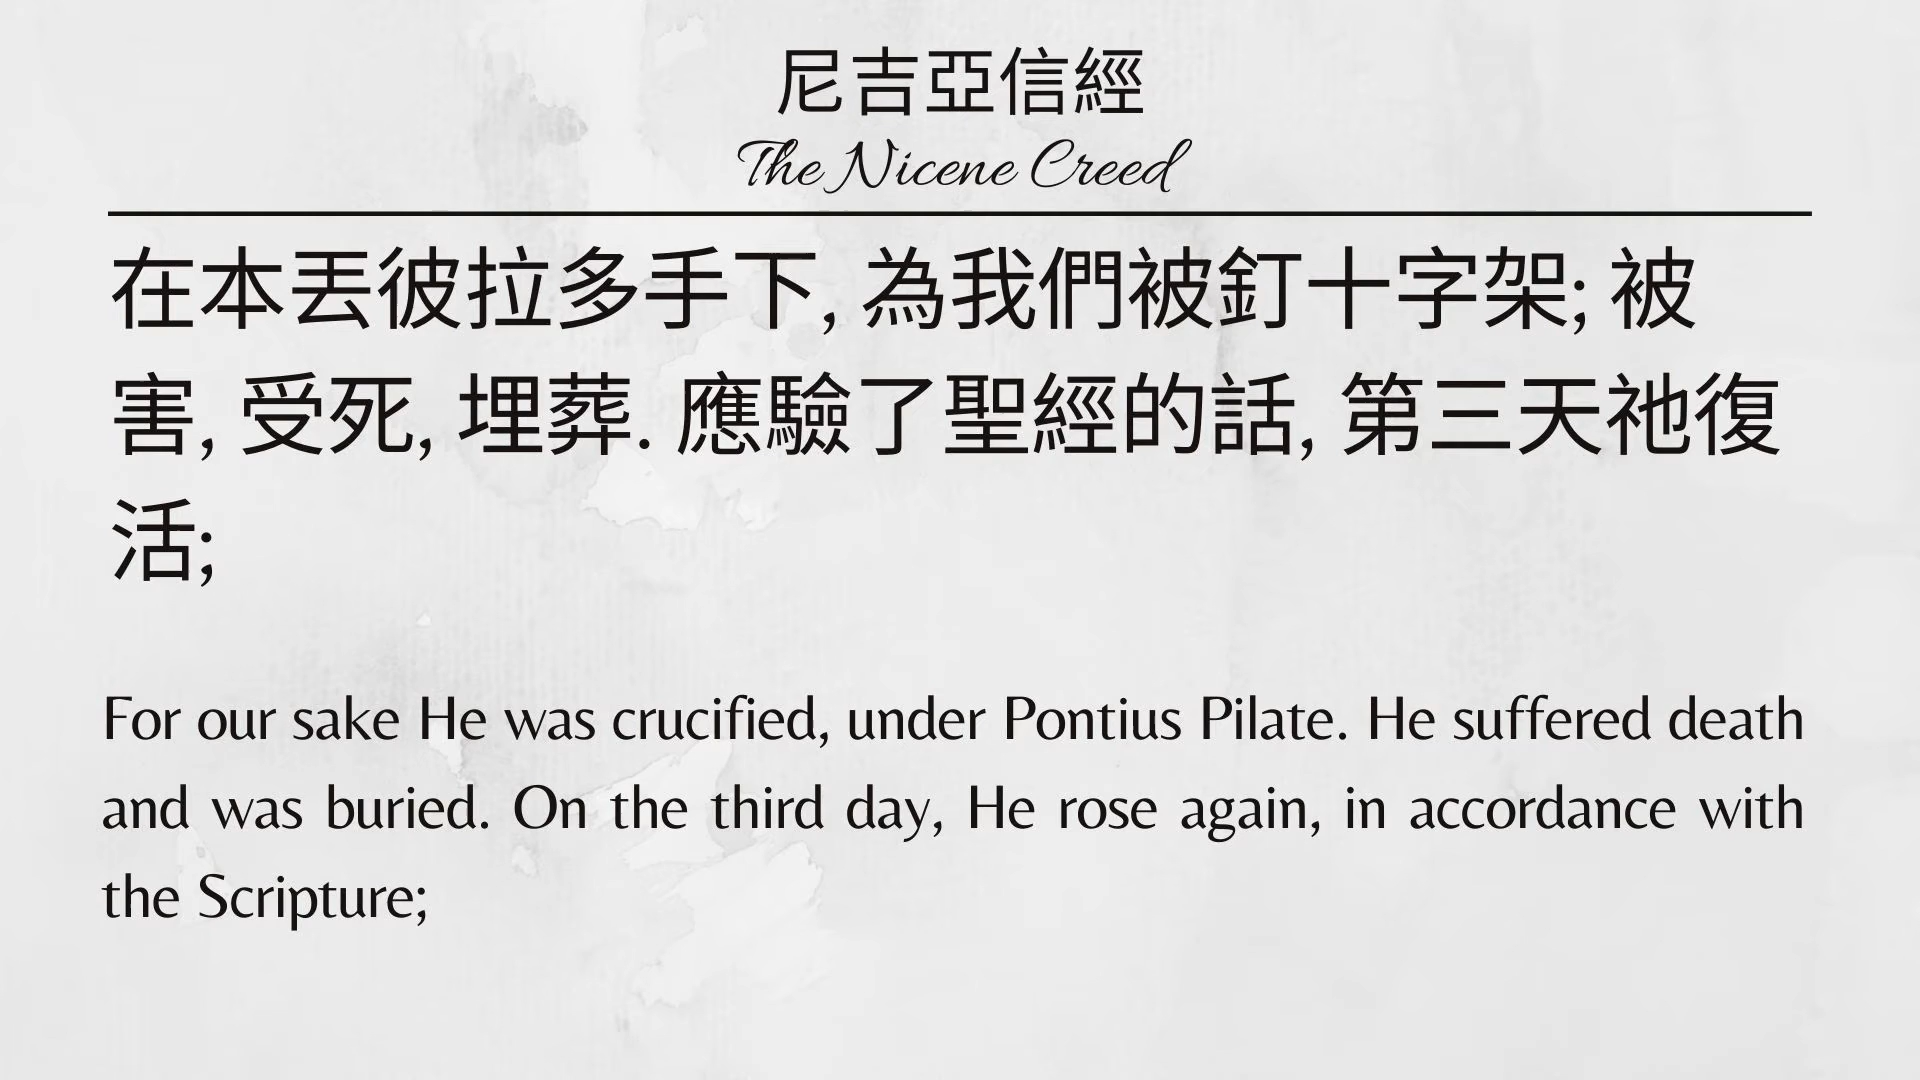 尼吉亞信經
The Nicene Creed
在本丟彼拉多手下, 為我們被釘十字架; 被
害, 受死, 埋葬. 應驗了聖經的話, 第三天祂復
活;
For our sake He was crucified, under Pontius Pilate. He suffered death
and was buried. On the third day, He rose again, in accordance with
the Scripture;